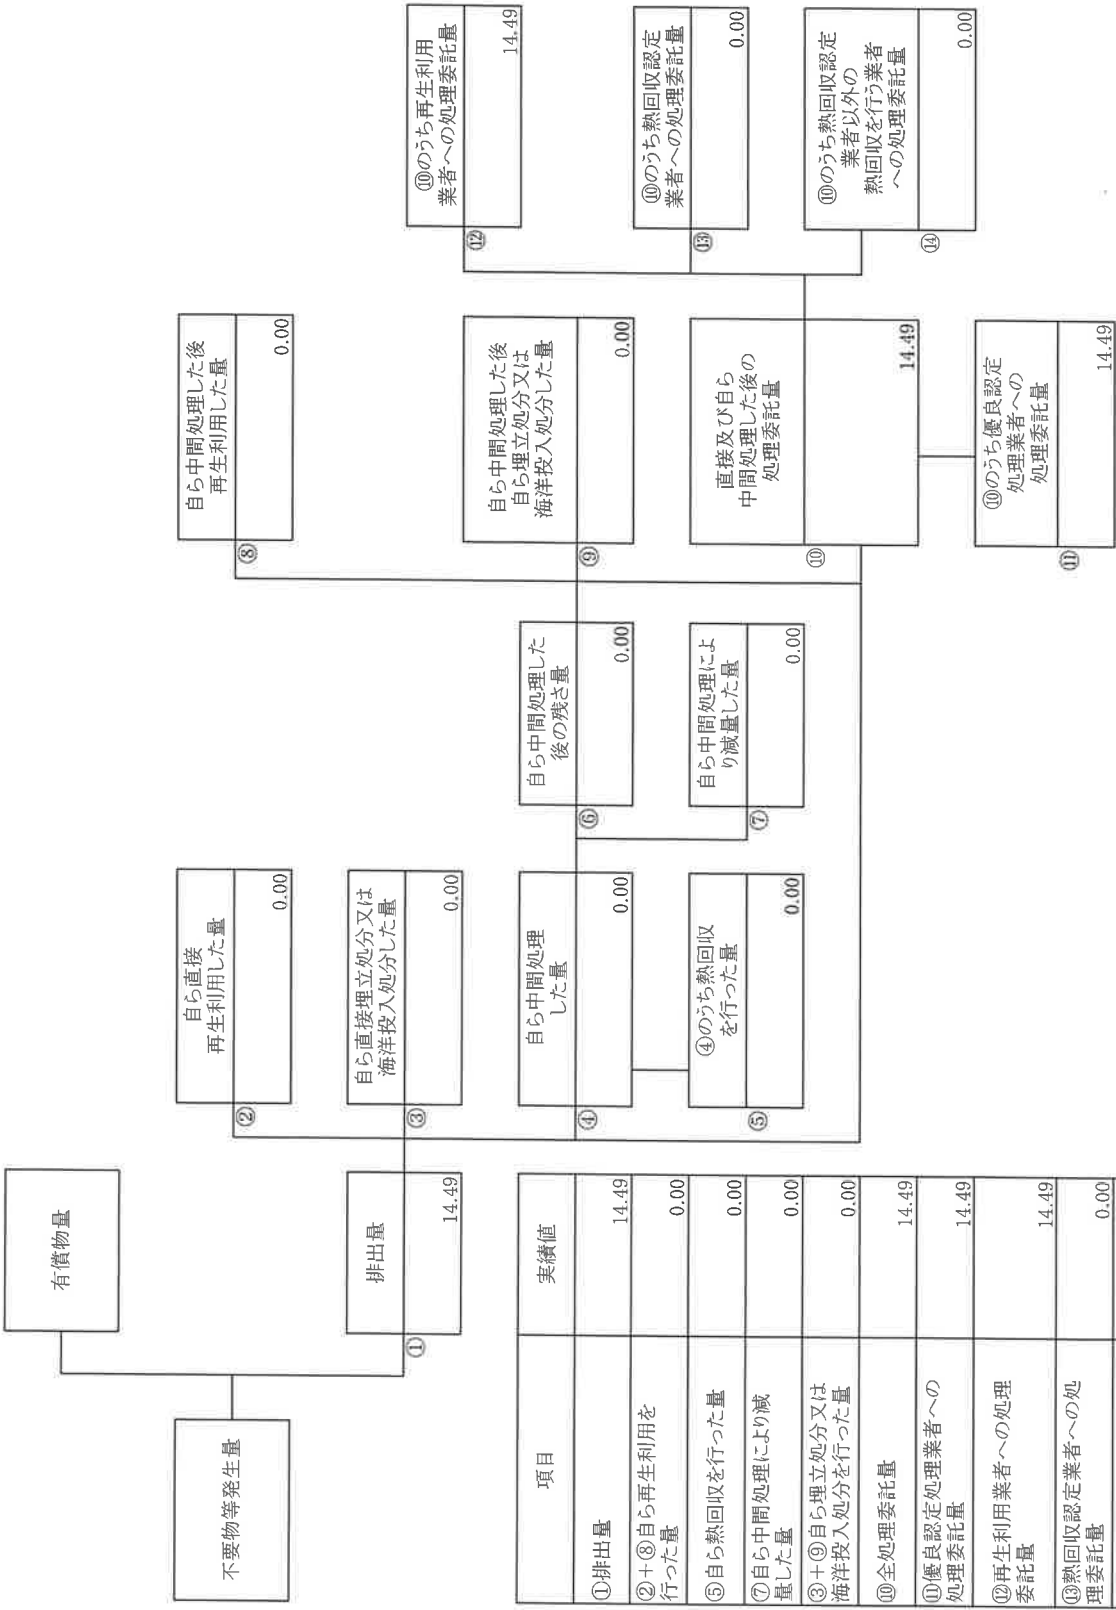 不要物等発生量
有償物量
排出量
①
14.49
自ら直接
再生利用した量
②
0.00
自ら直接埋立処分又は
海洋投入処分した量
③
0.00
自ら中間処理
した量
④
0.00
④のうち熱回収
を行った量
⑤
0.00
自ら中間処理した
後の残さ量
⑥
0.00
自ら中間処理によ
り減量した量
⑦
0.00
自ら中間処理した後
再生利用した量
⑧
0.00
自ら中間処理した後
自ら埋立処分又は
海洋投入処分した量
⑨
0.00
直接及び自ら
中間処理した後の
処理委託量
⑩
14.49
⑩のうち優良認定
処理業者への
処理委託量
⑪
14.49
⑩のうち再生利用
業者への処理委託量
⑫
14.49
⑩のうち熱回収認定
業者への処理委託量
⑬
0.00
⑩のうち熱回収認定
業者以外の
熱回収を行う業者
への処理委託量
⑭
0.00
項目 実績値
①排出量 14.49
②+⑧自ら再生利用を
行った量 0.00
⑤自ら熱回収を行った量 0.00
⑦自ら中間処理により減
量した量 0.00
③+⑨自ら埋立処分又は
海洋投入処分を行った量 0.00
⑩全処理委託量 14.49
⑪優良認定処理業者への
処理委託量 14.49
⑫再生利用業者への処理
委託量 14.49
⑬熱回収認定業者への処
理委託量 0.00